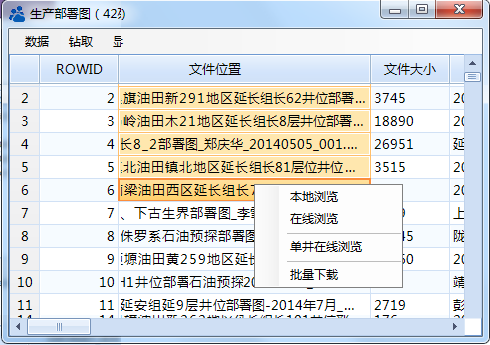 生产部署图 ( 42
数据 钻取
ROWID 文件位置 文件大小
2 2 旗油田新291地区延长组长62井位部署... 3745 20
3 3 岭油田木21地区延长组长8层井位部署... 18890 20
4 4 长8_2部署图_郑庆华_20140505_001.... 26951 延
5 5 北油田镇北地区延长组长81层位井位... 3515
6 6 梁油田西区延长组长7 20
7 7 、下古生界部署图_李 9 上
8 8 侏罗系石油预探部署图 45 陇
9 9 塬油田黄259地区延长 20
10 10 H1井位部署石油预探20 靖
11 11 延安组延9层井位部署图-2014年7月_... 2719 彭
本地浏览
在线浏览
单井在线浏览
批量下载